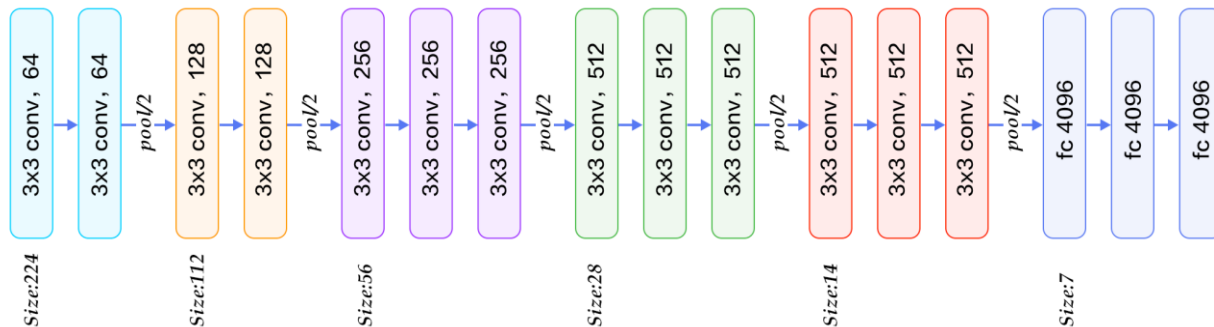 3x3 conv, 64
3x3 conv, 64
pool/2
3x3 conv, 128
3x3 conv, 128
pool/2
3x3 conv, 256
3x3 conv, 256
3x3 conv, 256
pool/2
3x3 conv, 512
3x3 conv, 512
3x3 conv, 512
pool/2
3x3 conv, 512
3x3 conv, 512
3x3 conv, 512
pool/2
fc 4096
fc 4096
fc 4096
Size:224
Size:112
Size:56
Size:28
Size:14
Size:7